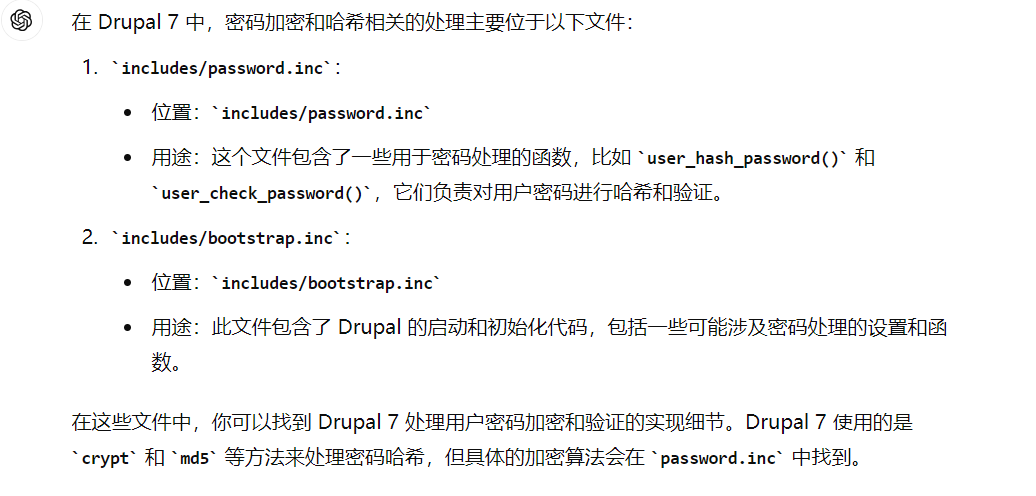 在 Drupal 7 中，密码加密和哈希相关的处理主要位于以下文件：
1. `includes/password.inc`：
• 位置：`includes/password.inc`
• 用途：这个文件包含了一些用于密码处理的函数，比如 `user_hash_password()` 和
`user_check_password()`，它们负责对用户密码进行哈希和验证。
2. `includes/bootstrap.inc`：
• 位置：`includes/bootstrap.inc`
• 用途：此文件包含了 Drupal 的启动和初始化代码，包括一些可能涉及密码处理的设置和函
数。
在这些文件中，你可以找到 Drupal 7 处理用户密码加密和验证的实现细节。Drupal 7 使用的是
`crypt` 和 `md5` 等方法来处理密码哈希，但具体的加密算法会在 `password.inc` 中找到。